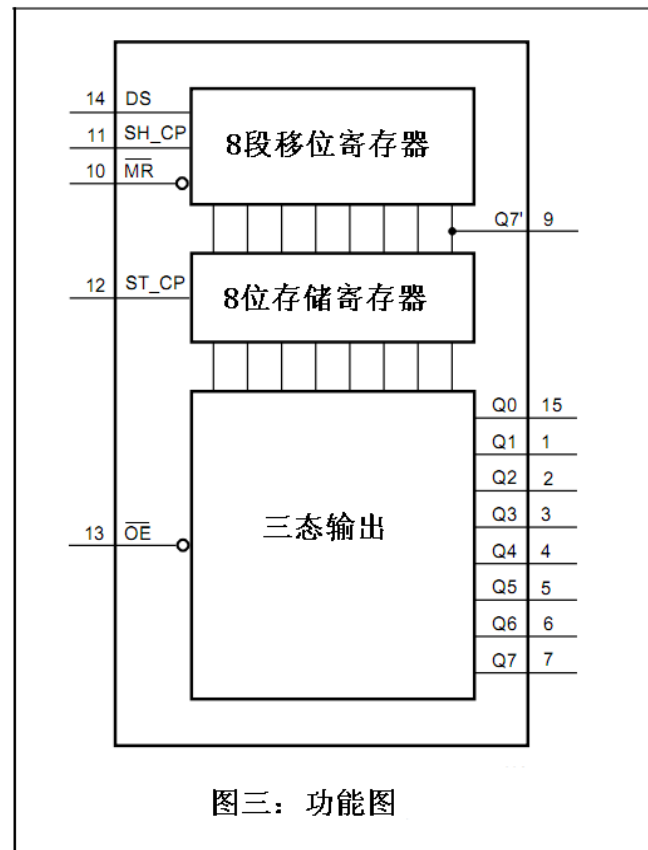 14 DS
11 SH_CP
10 MR
8段移位寄存器
Q7' 9
12 ST_CP
8位存储寄存器
Q0 15
Q1 1
Q2 2
Q3 3
Q4 4
Q5 5
Q6 6
Q7 7
13 OE
三态输出
图三：功能图